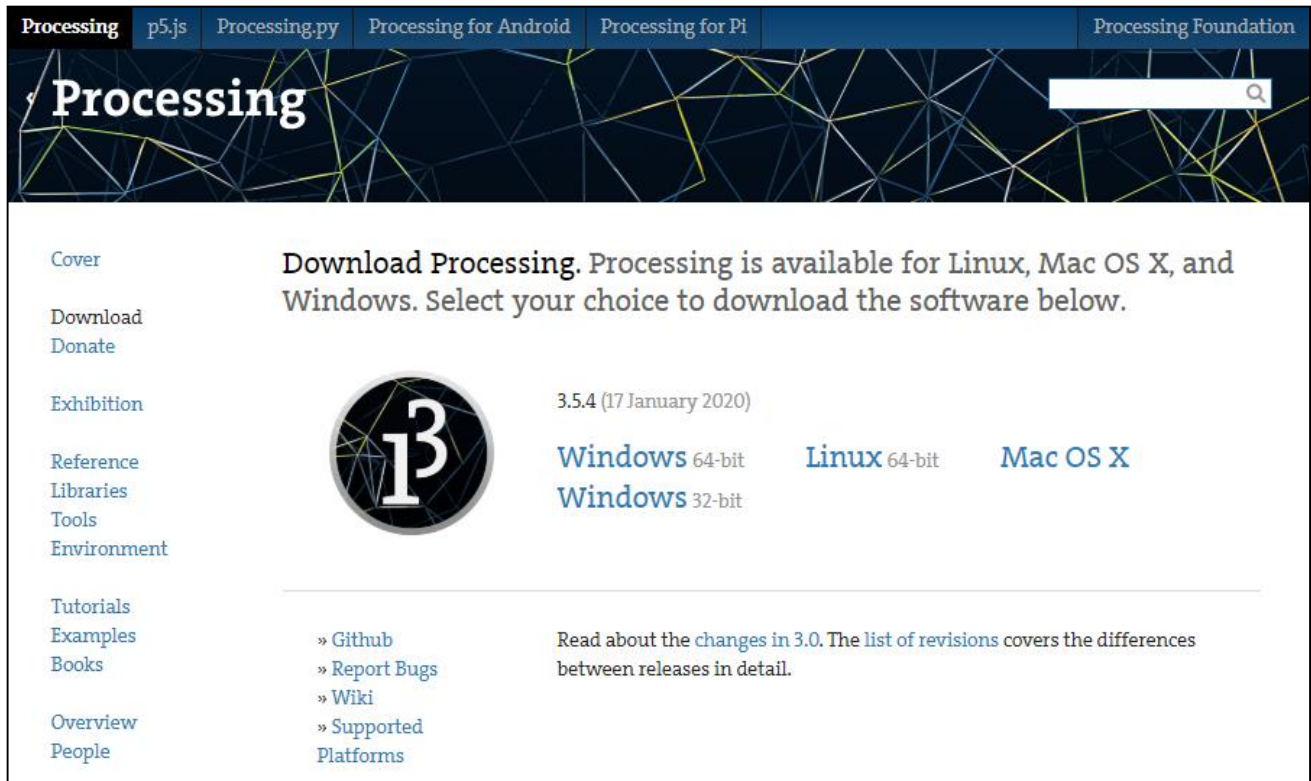 Processing p5.js Processing.py Processing for Android Processing for Pi Processing Foundation
‹ Processing
Cover
Download
Donate
Exhibition
Reference
Libraries
Tools
Environment
Tutorials
Examples
Books
Overview
People
Download Processing. Processing is available for Linux, Mac OS X, and
Windows. Select your choice to download the software below.
3
3.5.4 (17 January 2020)
Windows 64-bit Linux 64-bit Mac OS X
Windows 32-bit
» Github
» Report Bugs
» Wiki
» Supported
Platforms
Read about the changes in 3.0. The list of revisions covers the differences
between releases in detail.